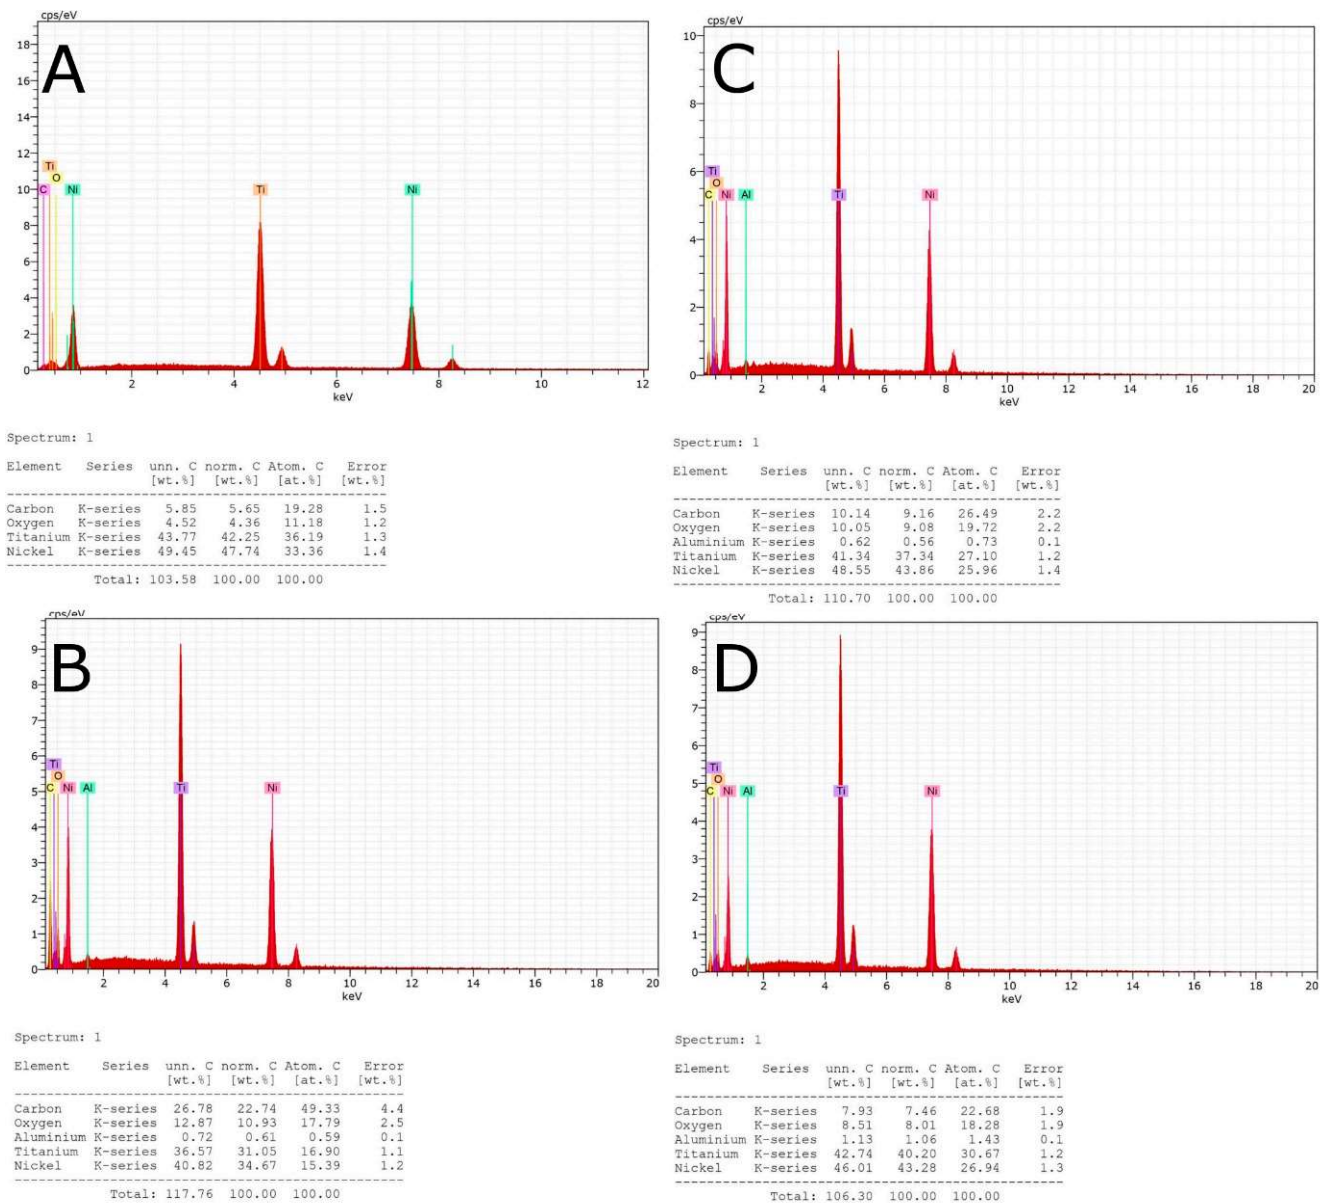 cps/eV
A
18
16
14
12
10
8
6
4
2
0
Ti
O
C
Ni
Ti
Ni
2
4
6
8
10
12
keV
Spectrum: 1
Element Series unn. C norm. C Atom. C Error
[wt.%] [wt.%] [at.%] [wt.%]
Carbon K-series 5.85 5.65 19.28 1.5
Oxygen K-series 4.52 4.36 11.18 1.2
Titanium K-series 43.77 42.25 36.19 1.3
Nickel K-series 49.45 47.74 33.36 1.4
Total: 103.58 100.00 100.00
cps/eV
C
10
8
6
4
2
0
Ti
O
C
Ni
Al
Ti
Ni
2
4
6
8
10
12
14
16
18
20
keV
Spectrum: 1
Element Series unn. C norm. C Atom. C Error
[wt.%] [wt.%] [at.%] [wt.%]
Carbon K-series 10.14 9.16 26.49 2.2
Oxygen K-series 10.05 9.08 19.72 2.2
Aluminium K-series 0.62 0.56 0.73 0.1
Titanium K-series 41.34 37.34 27.10 1.2
Nickel K-series 48.55 43.86 25.96 1.4
Total: 110.70 100.00 100.00
cps/eV
B
9
8
7
6
5
4
3
2
1
0
Ti
O
C
Ni
Al
Ti
Ni
2
4
6
8
10
12
14
16
18
20
keV
Spectrum: 1
Element Series unn. C norm. C Atom. C Error
[wt.%] [wt.%] [at.%] [wt.%]
Carbon K-series 26.78 22.74 49.33 4.4
Oxygen K-series 12.87 10.93 17.79 2.5
Aluminium K-series 0.72 0.61 0.59 0.1
Titanium K-series 36.57 31.05 16.90 1.1
Nickel K-series 40.82 34.67 15.39 1.2
Total: 117.76 100.00 100.00
cps/eV
D
9
8
7
6
5
4
3
2
1
0
Ti
O
C
Ni
Al
Ti
Ni
2
4
6
8
10
12
14
16
18
20
keV
Spectrum: 1
Element Series unn. C norm. C Atom. C Error
[wt.%] [wt.%] [at.%] [wt.%]
Carbon K-series 7.93 7.46 22.68 1.9
Oxygen K-series 8.51 8.01 18.28 1.9
Aluminium K-series 1.13 1.06 1.43 0.1
Titanium K-series 42.74 40.20 30.67 1.2
Nickel K-series 46.01 43.28 26.94 1.3
Total: 106.30 100.00 100.00